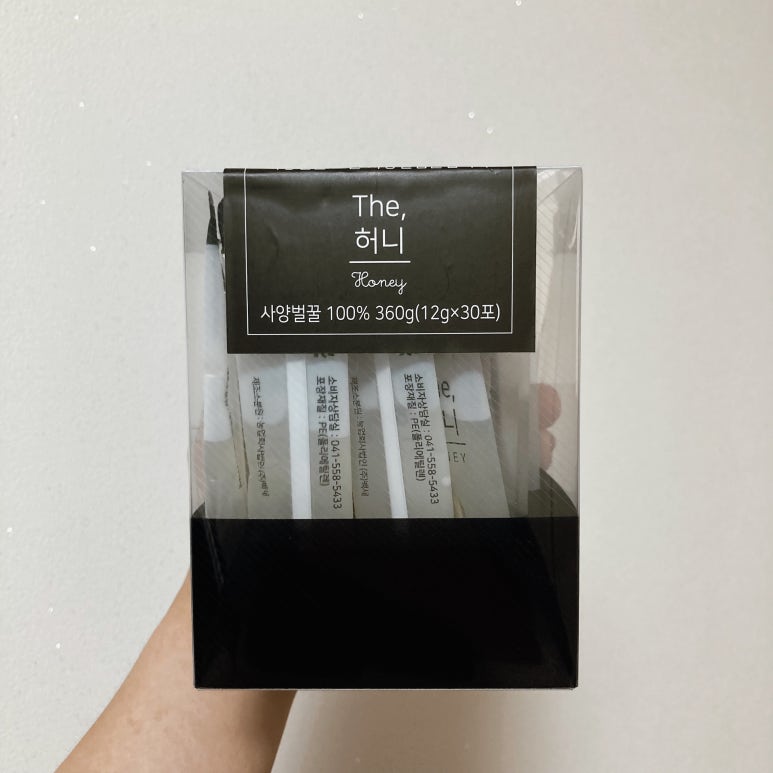 The,
허니
Honey
사양벌꿀 100% 360g(12g×30포)
소비자상담실 : 041-558-5433
포장재질 : PE(폴리에틸렌)
소비자상담실 : 041-558-5433
포장재질 : PE(폴리에틸렌)